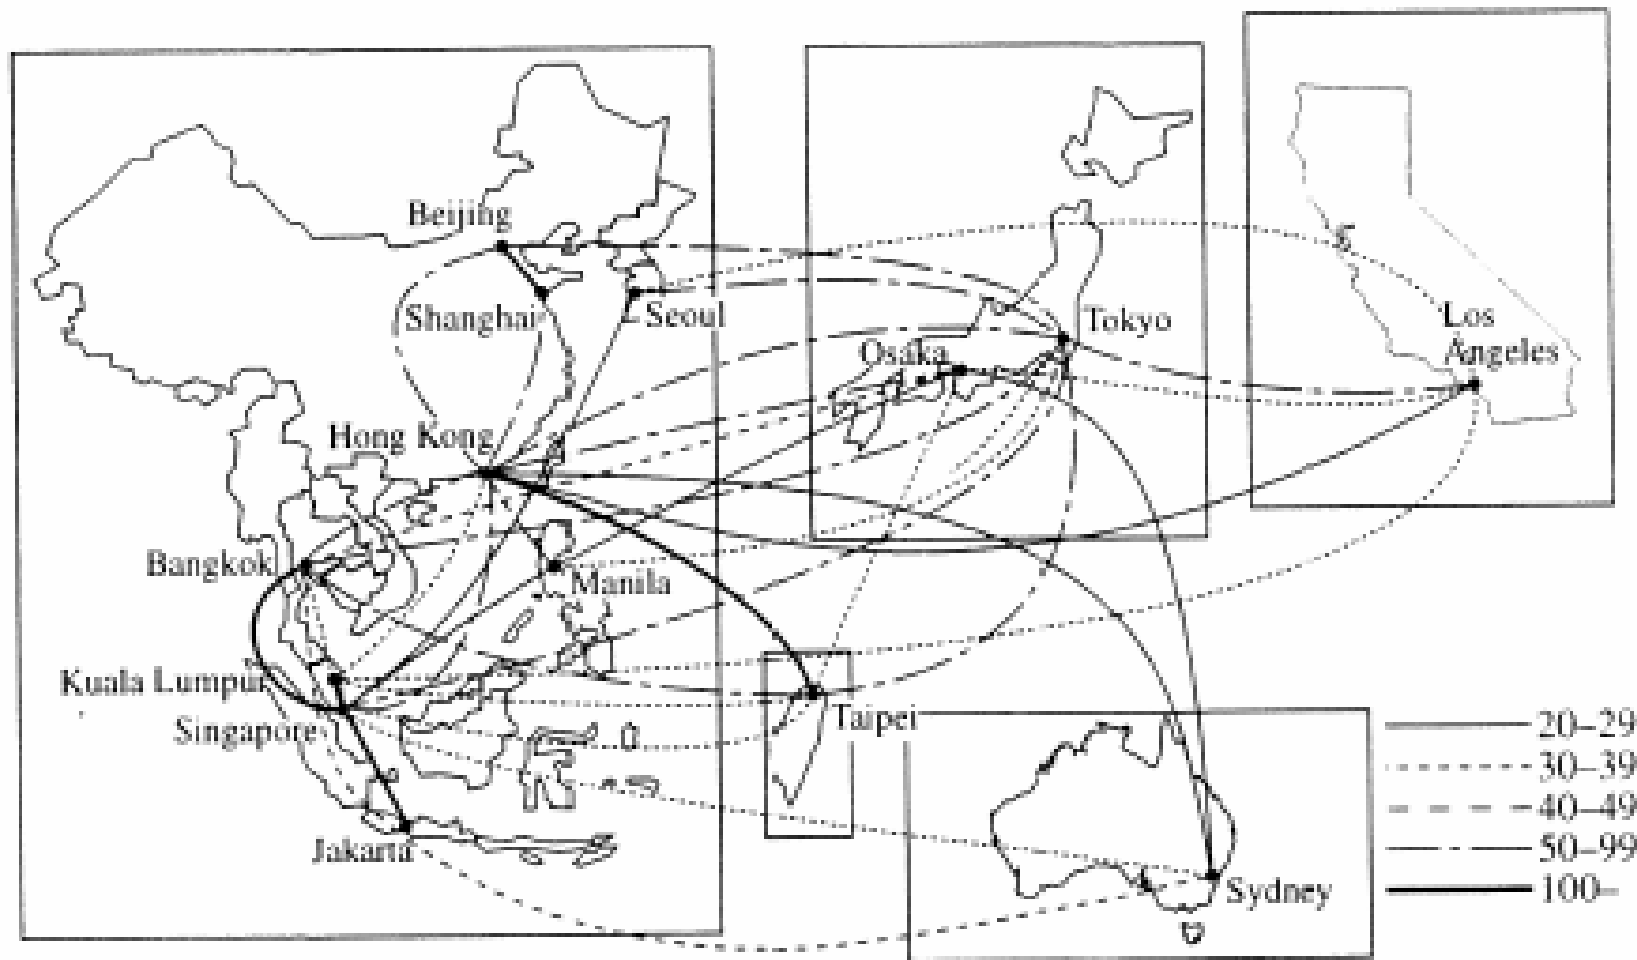 Beijing
Shanghai
Seoul
Tokyo
Osaka
Los
Angeles
Hong Kong
Bangkok
Manila
Kuala Lumpur
Singapore
Taipei
Jakarta
Sydney
20–29
30–39
40–49
50–99
100–